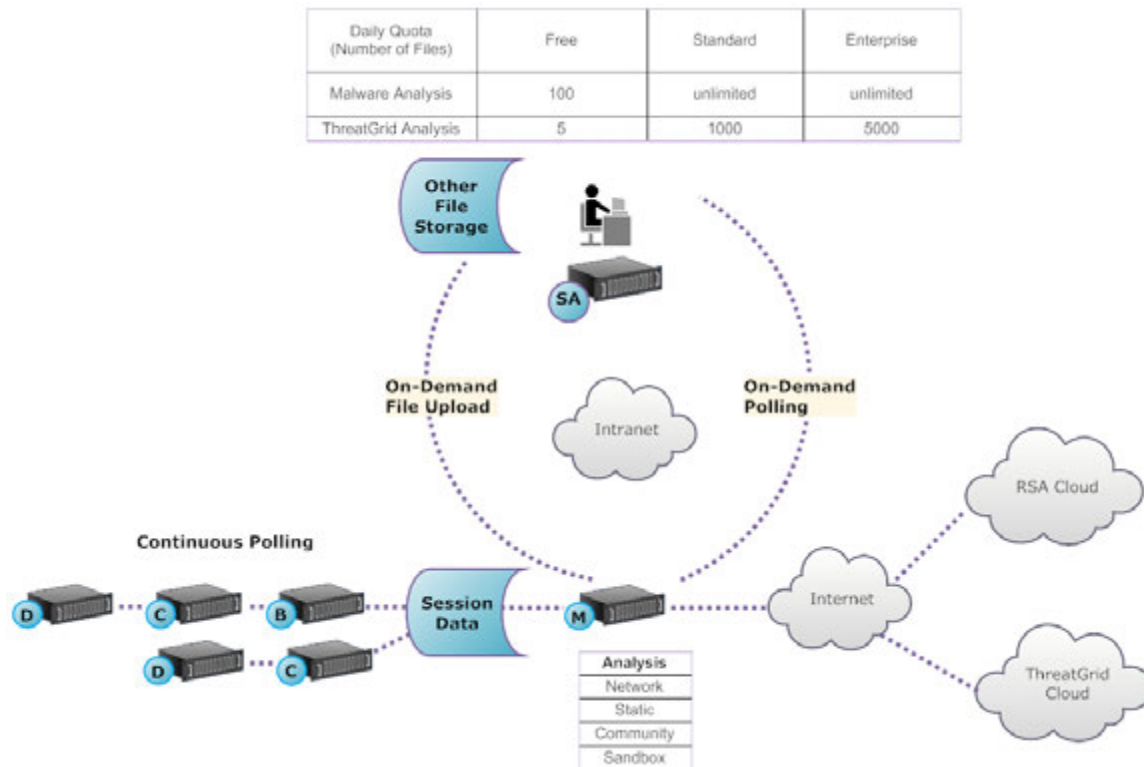 Daily Quota
(Number of Files)
Free
Standard
Enterprise
Malware Analysis
100
unlimited
unlimited
ThreatGrid Analysis
5
1000
5000
Other
File
Storage
SA
On-Demand
File Upload
On-Demand
Polling
Intranet
RSA Cloud
Continuous Polling
D
C
B
Session
Data
M
Internet
D
C
Analysis
Network
Static
Community
Sandbox
ThreatGrid
Cloud